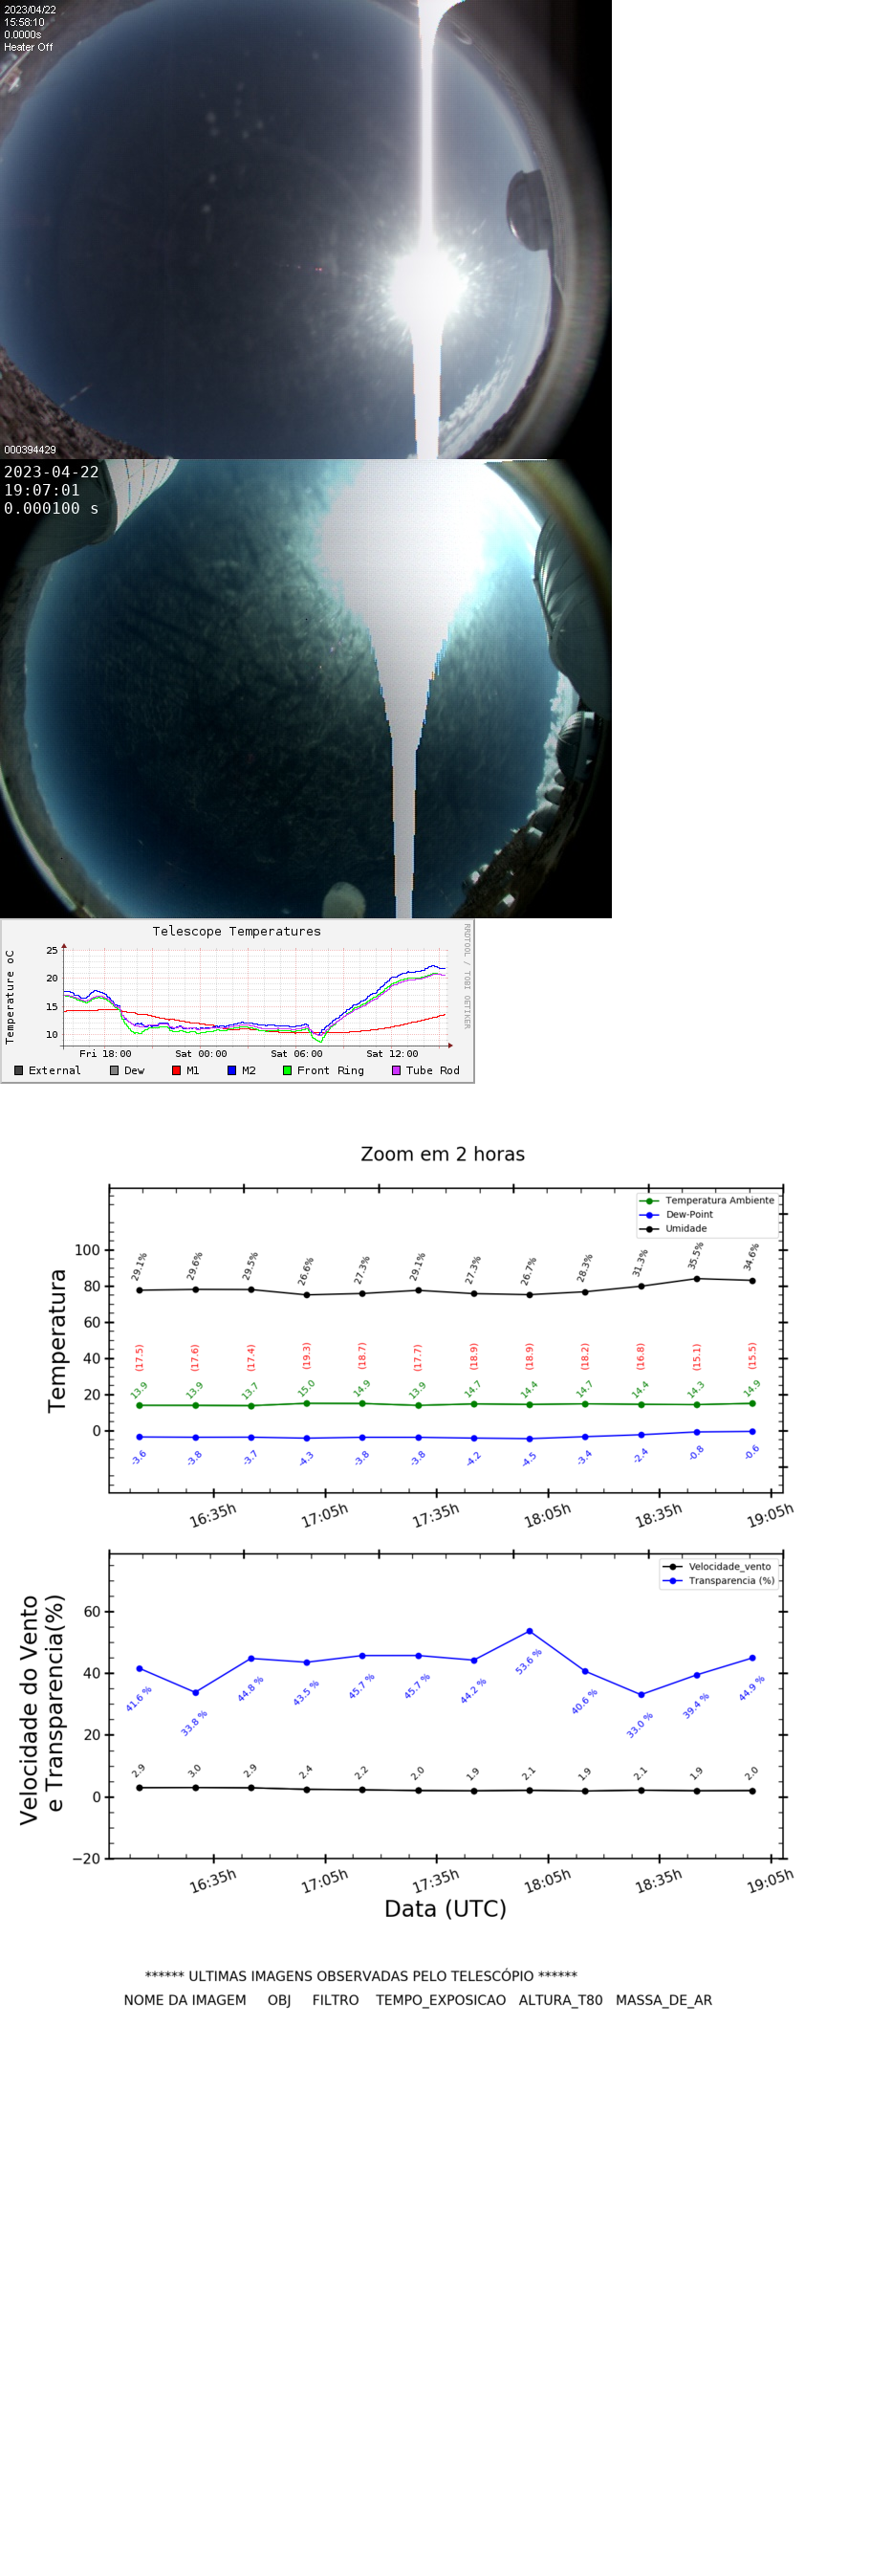 2023/04/22
15:58:10
0.0000s
Heater Off
000394429
2023-04-22
19:07:01
0.000100 s
Telescope Temperatures
RRDTOOL / TOBI OETIKER
Temperature oC
25
20
15
10
Fri 18:00 Sat 00:00 Sat 06:00 Sat 12:00
External Dew M1 M2 Front Ring Tube Rod
Zoom em 2 horas
Temperatura
Temperatura Ambiente
Dew-Point
Umidade
100
80
60
40
20
0
29.1% 29.6% 29.5% 26.6% 27.3% 29.1% 27.3% 26.7% 28.3% 31.3% 35.5% 34.6%
(17.5) (17.6) (17.4) (19.3) (18.7) (17.7) (18.9) (18.9) (18.2) (16.8) (15.1) (15.5)
13.9 13.9 13.7 15.0 14.9 13.9 14.7 14.4 14.7 14.4 14.3 14.9
-3.6 -3.8 -3.7 -4.3 -3.8 -3.8 -4.2 -4.5 -3.4 -2.4 -0.8 -0.6
16:35h 17:05h 17:35h 18:05h 18:35h 19:05h
Velocidade do Vento
e Transparencia(%)
Velocidade_vento
Transparencia (%)
60
40
20
0
−20
41.6 % 33.8 % 44.8 % 43.5 % 45.7 % 45.7 % 44.2 % 53.6 % 40.6 % 33.0 % 39.4 % 44.9 %
2.9 3.0 2.9 2.4 2.2 2.0 1.9 2.1 1.9 2.1 1.9 2.0
16:35h 17:05h 17:35h 18:05h 18:35h 19:05h
Data (UTC)
****** ULTIMAS IMAGENS OBSERVADAS PELO TELESCÓPIO ******
NOME DA IMAGEM OBJ FILTRO TEMPO_EXPOSICAO ALTURA_T80 MASSA_DE_AR